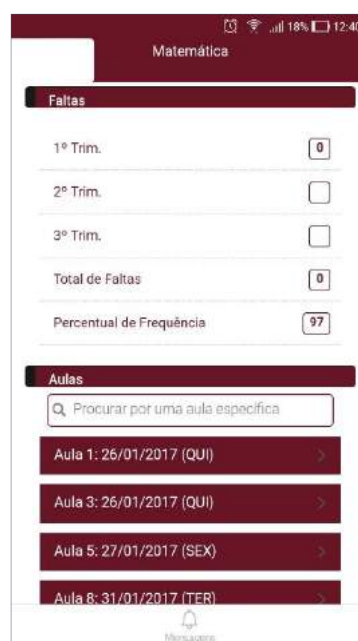 18% 12:40
Matemática
Faltas
1º Trim. 0
2º Trim.
3º Trim.
Total de Faltas 0
Percentual de Frequência 97
Aulas
Procurar por uma aula específica
Aula 1: 26/01/2017 (QUI)
Aula 3: 26/01/2017 (QUI)
Aula 5: 27/01/2017 (SEX)
Aula 8: 31/01/2017 (TER)
Mensagens